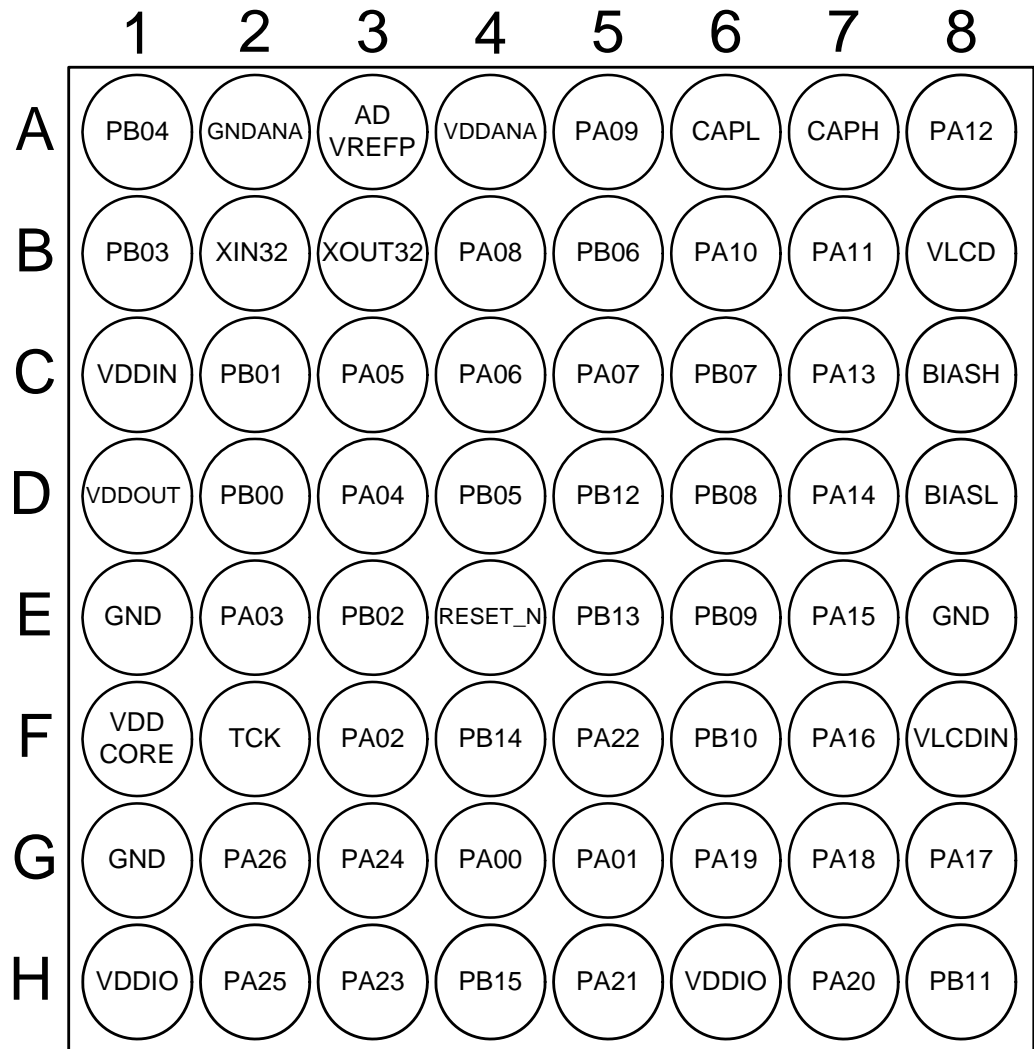 1 2 3 4 5 6 7 8
A PB04 GNDANA AD VREFP VDDANA PA09 CAPL CAPH PA12
B PB03 XIN32 XOUT32 PA08 PB06 PA10 PA11 VLCD
C VDDIN PB01 PA05 PA06 PA07 PB07 PA13 BIASH
D VDDOUT PB00 PA04 PB05 PB12 PB08 PA14 BIASL
E GND PA03 PB02 RESET_N PB13 PB09 PA15 GND
F VDD CORE TCK PA02 PB14 PA22 PB10 PA16 VLCDIN
G GND PA26 PA24 PA00 PA01 PA19 PA18 PA17
H VDDIO PA25 PA23 PB15 PA21 VDDIO PA20 PB11